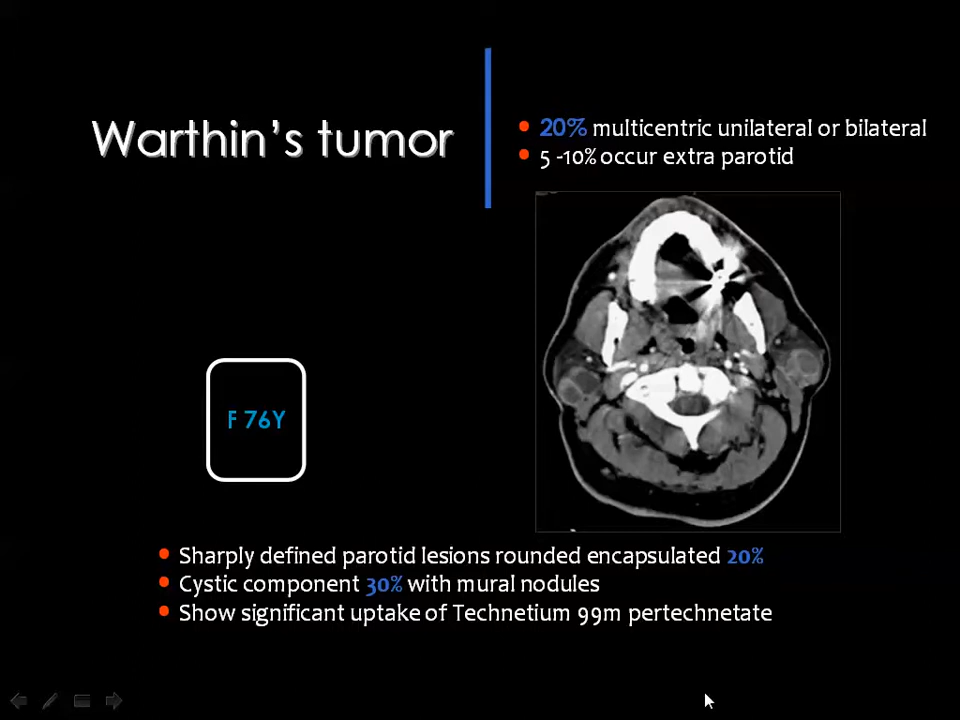 Warthin's tumor
• 20% multicentric unilateral or bilateral
• 5 -10% occur extra parotid
F 76Y
• Sharply defined parotid lesions rounded encapsulated 20%
• Cystic component 30% with mural nodules
• Show significant uptake of Technetium 99m pertechnetate